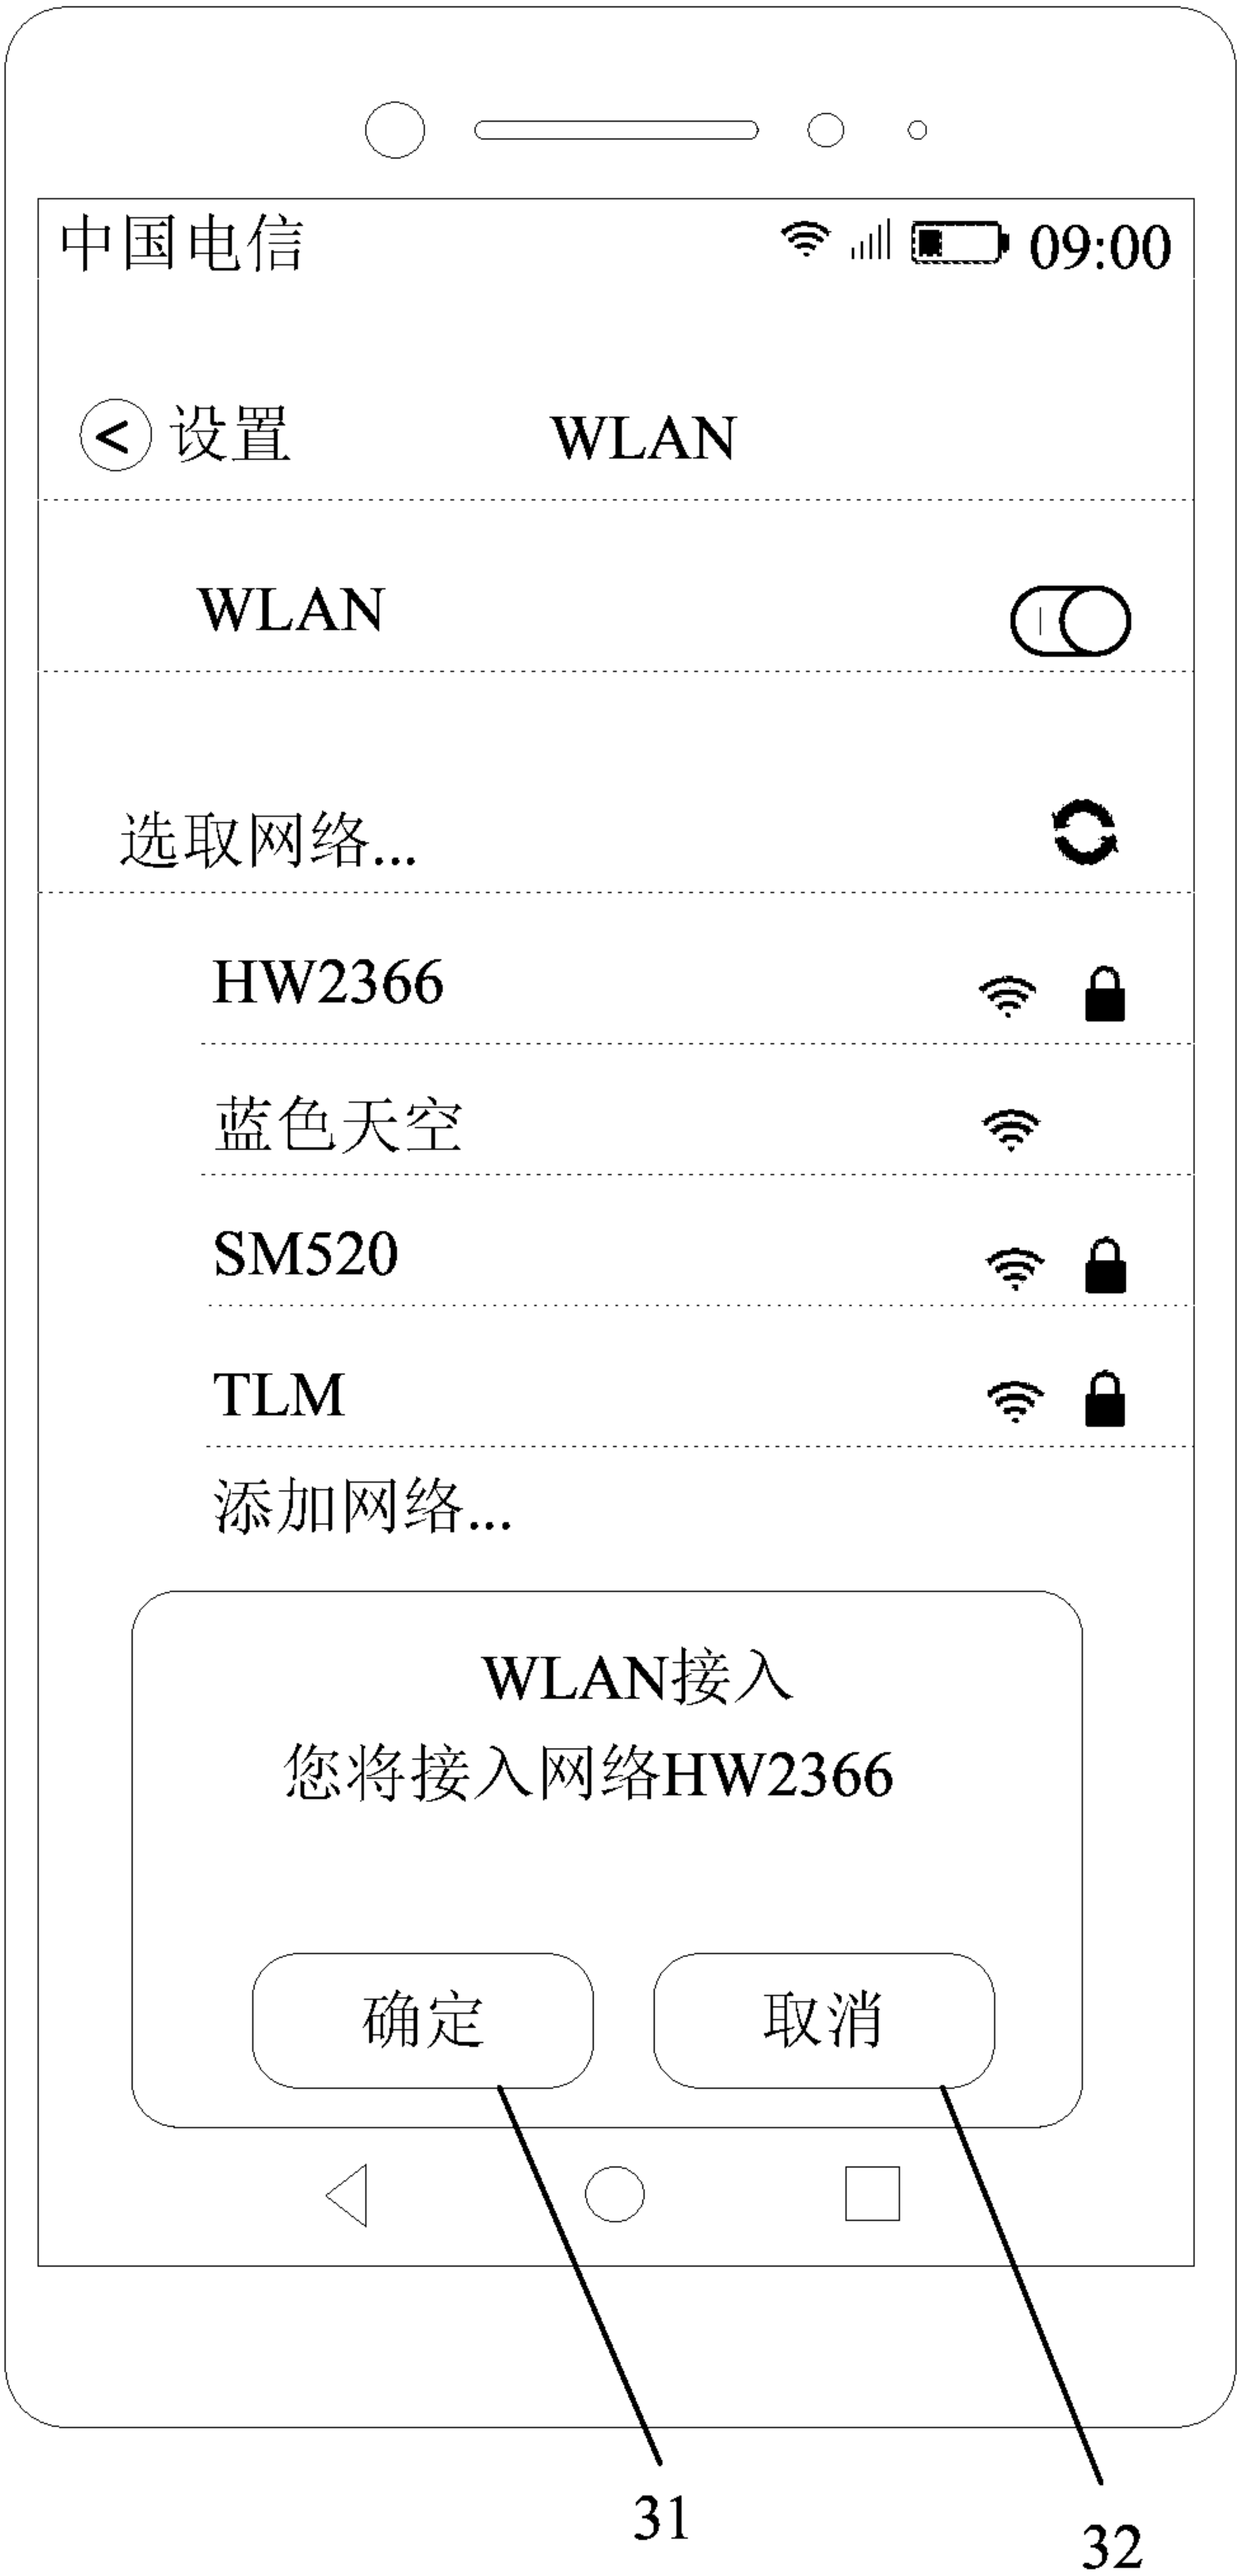 中国电信 09:00
< 设置 WLAN
WLAN
选取网络...
HW2366
蓝色天空
SM520
TLM
添加网络...
WLAN接入
您将接入网络HW2366
确定 取消
31
32